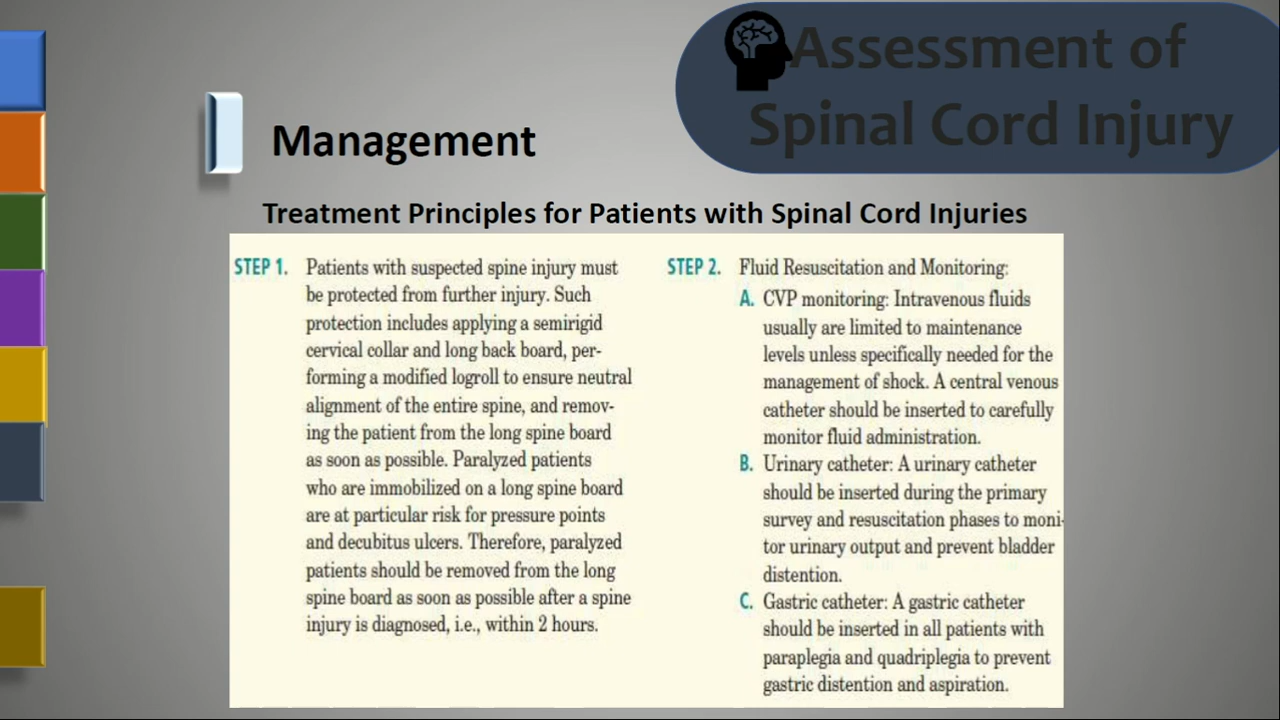 Assessment of
Spinal Cord Injury
Management
Treatment Principles for Patients with Spinal Cord Injuries
STEP 1. Patients with suspected spine injury must
be protected from further injury. Such
protection includes applying a semirigid
cervical collar and long back board, per-
forming a modified logroll to ensure neutral
alignment of the entire spine, and remov-
ing the patient from the long spine board
as soon as possible. Paralyzed patients
who are immobilized on a long spine board
are at particular risk for pressure points
and decubitus ulcers. Therefore, paralyzed
patients should be removed from the long
spine board as soon as possible after a spine
injury is diagnosed, i.e., within 2 hours.
STEP 2. Fluid Resuscitation and Monitoring:
A. CVP monitoring: Intravenous fluids
usually are limited to maintenance
levels unless specifically needed for the
management of shock. A central venous
catheter should be inserted to carefully
monitor fluid administration.
B. Urinary catheter: A urinary catheter
should be inserted during the primary
survey and resuscitation phases to moni-
tor urinary output and prevent bladder
distention.
C. Gastric catheter: A gastric catheter
should be inserted in all patients with
paraplegia and quadriplegia to prevent
gastric distention and aspiration.